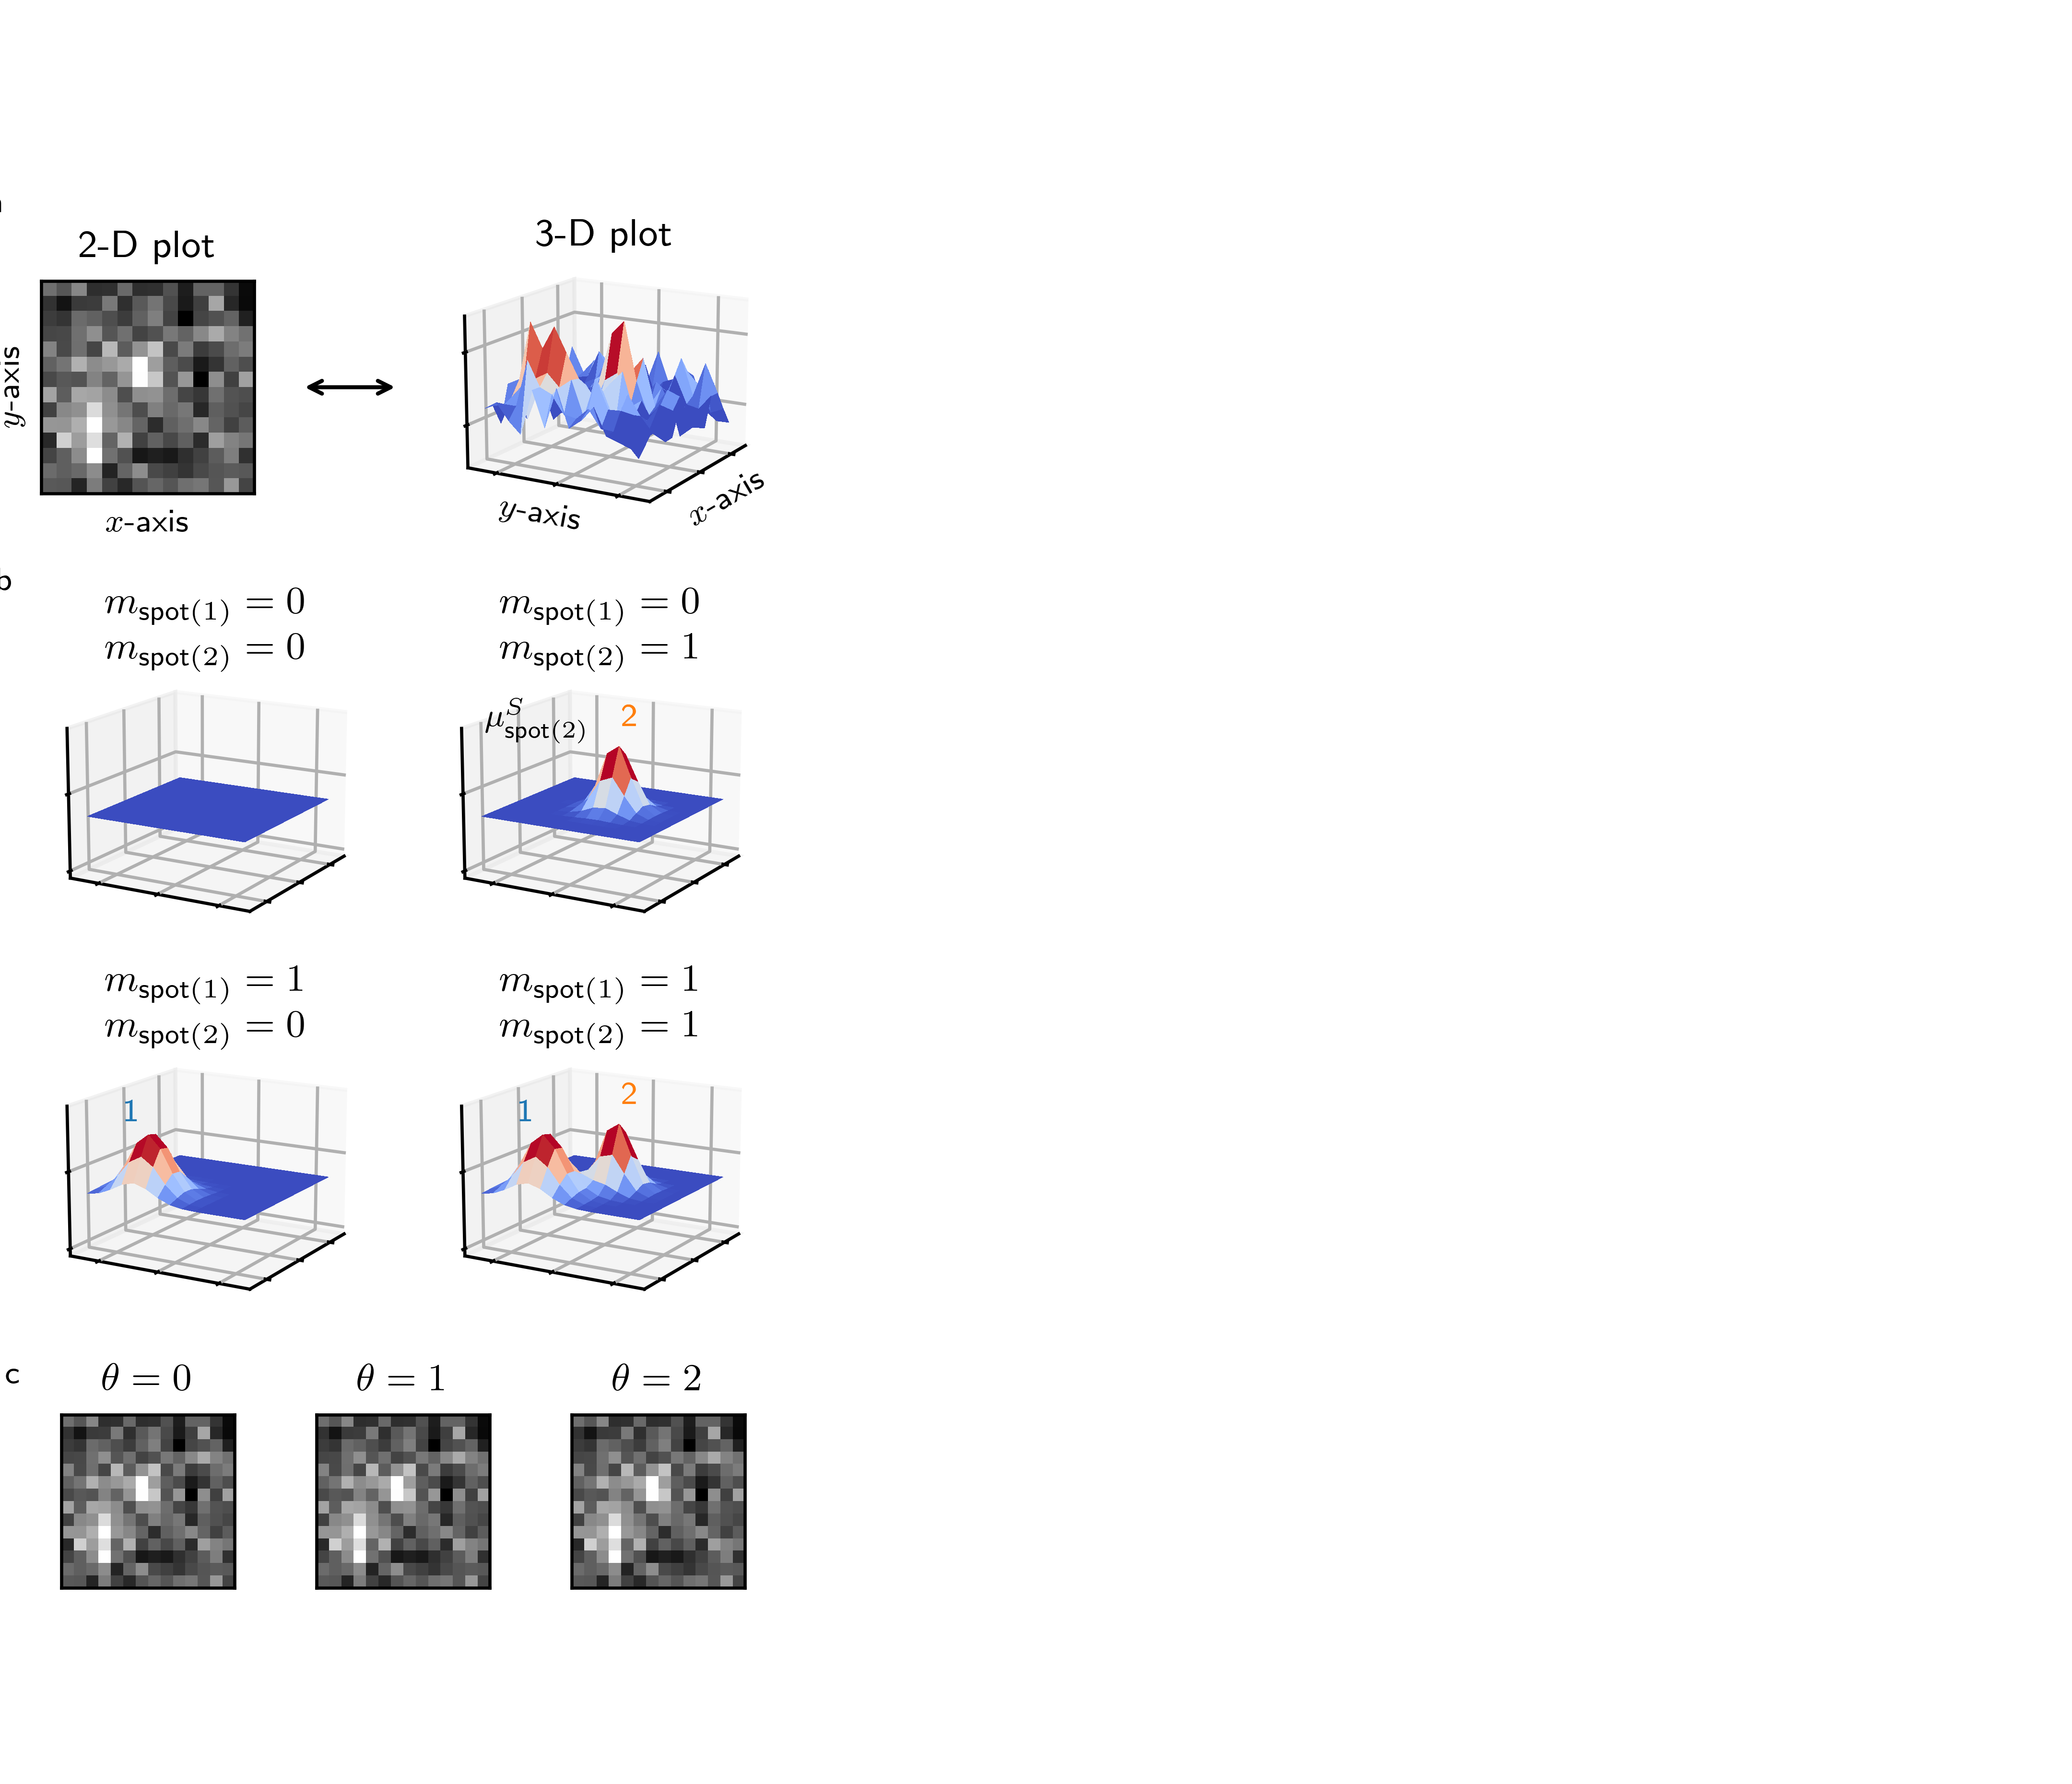 2-D plot
3-D plot
y-axis
x-axis
y-axis
x-axis
b
m_spot(1) = 0
m_spot(2) = 0
m_spot(1) = 0
m_spot(2) = 1
μ^S_spot(2)
2
m_spot(1) = 1
m_spot(2) = 0
m_spot(1) = 1
m_spot(2) = 1
1
1
2
c
θ = 0
θ = 1
θ = 2